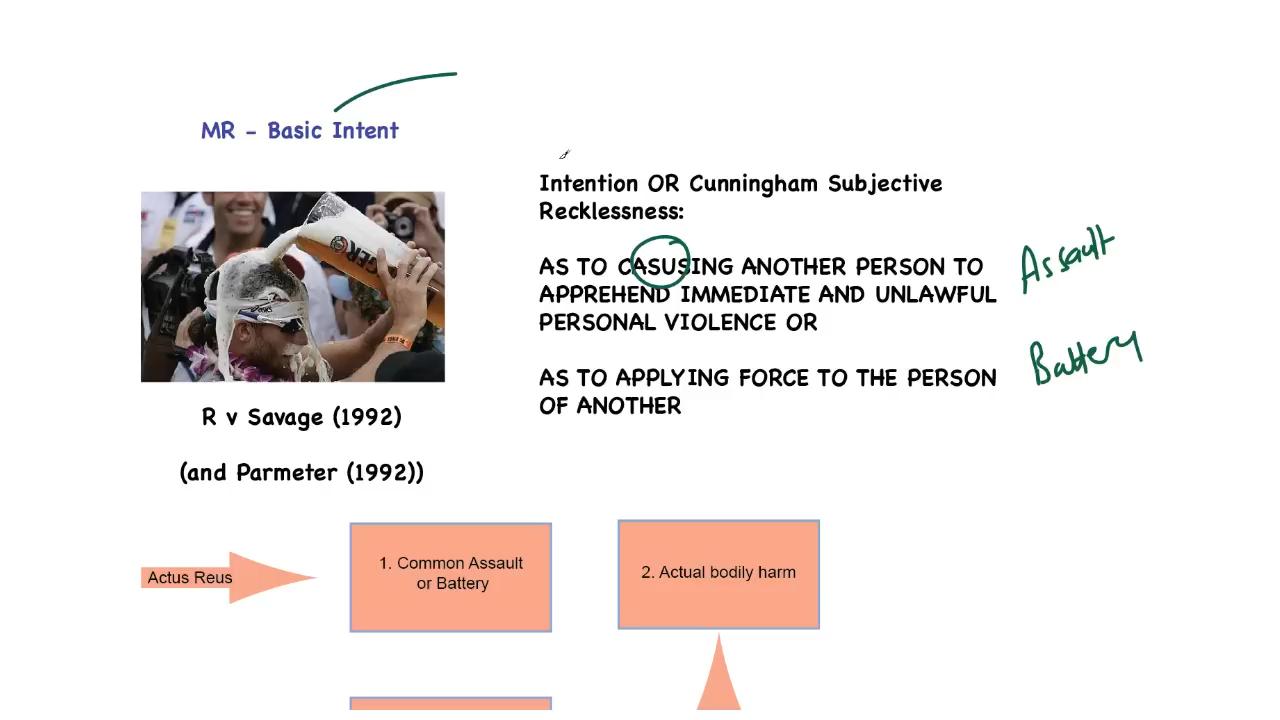 MR - Basic Intent
Intention OR Cunningham Subjective
Recklessness:
AS TO CASUSING ANOTHER PERSON TO
APPREHEND IMMEDIATE AND UNLAWFUL
PERSONAL VIOLENCE OR
Assault
AS TO APPLYING FORCE TO THE PERSON
OF ANOTHER
Battery
R v Savage (1992)
(and Parmeter (1992))
Actus Reus
1. Common Assault
or Battery
2. Actual bodily harm